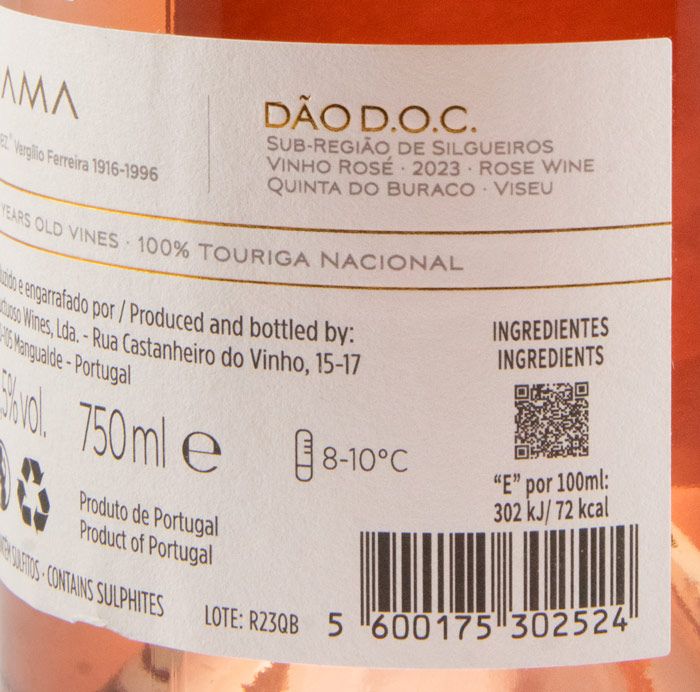 AMA
Vergílio Ferreira 1916-1996
DÃO D.O.C.
SUB-REGIÃO DE SILGUEIROS
VINHO ROSÉ · 2023 · ROSE WINE
QUINTA DO BURACO · VISEU
YEARS OLD VINES · 100% TOURIGA NACIONAL
e engarrafado por / Produced and bottled by:
Wines, Lda. - Rua Castanheiro do Vinho, 15-17
Mangualde - Portugal
5% vol.
750 ml e
8-10°C
Produto de Portugal
Product of Portugal
SULFITOS · CONTAINS SULPHITES
LOTE: R23QB
INGREDIENTES
INGREDIENTS
“E” por 100ml:
302 kJ/ 72 kcal
5 600175 302524